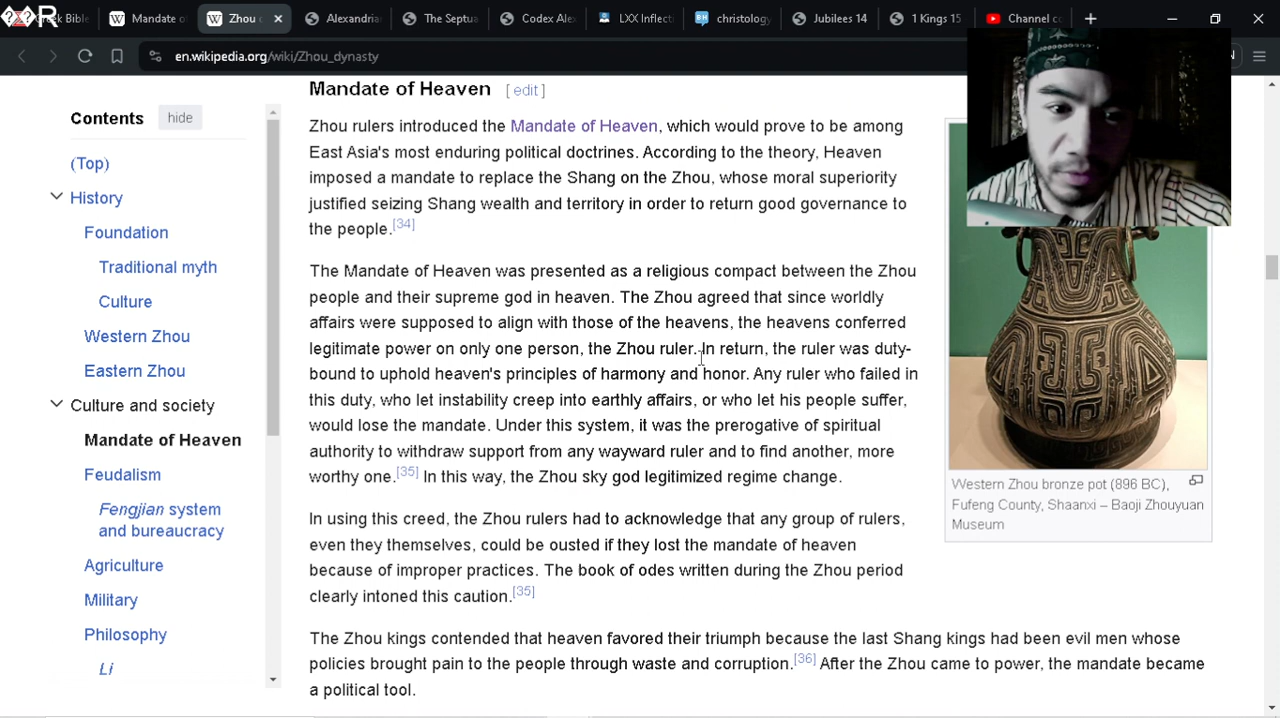 R
k Bible
Mandate o
Zhou
Alexandria
Codex Ale
LXX Inflecti
Christolog
Jubilees 14
1 Kings 15
Channel c
en.wikipedia.org/wiki/Zhou_dynasty
Contents
hide
(Top)
History
Foundation
Traditional myth
Culture
Western Zhou
Eastern Zhou
Culture and society
Mandate of Heaven
Feudalism
Fengjian system
and bureaucracy
Agriculture
Military
Philosophy
Li
Mandate of Heaven [ edit ]
Zhou rulers introduced the Mandate of Heaven, which would prove to be among
East Asia's most enduring political doctrines. According to the theory, Heaven
imposed a mandate to replace the Shang on the Zhou, whose moral superiority
justified seizing Shang wealth and territory in order to return good governance to
the people.[34]
The Mandate of Heaven was presented as a religious compact between the Zhou
people and their supreme god in heaven. The Zhou agreed that since worldly
affairs were supposed to align with those of the heavens, the heavens conferred
legitimate power on only one person, the Zhou ruler. In return, the ruler was duty-
bound to uphold heaven's principles of harmony and honor. Any ruler who failed in
this duty, who let instability creep into earthly affairs, or who let his people suffer,
would lose the mandate. Under this system, it was the prerogative of spiritual
authority to withdraw support from any wayward ruler and to find another, more
worthy one.[35] In this way, the Zhou sky god legitimized regime change.
In using this creed, the Zhou rulers had to acknowledge that any group of rulers,
even they themselves, could be ousted if they lost the mandate of heaven
because of improper practices. The book of odes written during the Zhou period
clearly intoned this caution.[35]
The Zhou kings contended that heaven favored their triumph because the last Shang kings had been evil men whose
policies brought pain to the people through waste and corruption.[36] After the Zhou came to power, the mandate became
a political tool.
Western Zhou bronze pot (896 BC),
Fufeng County, Shaanxi – Baoji Zhouyuan
Museum